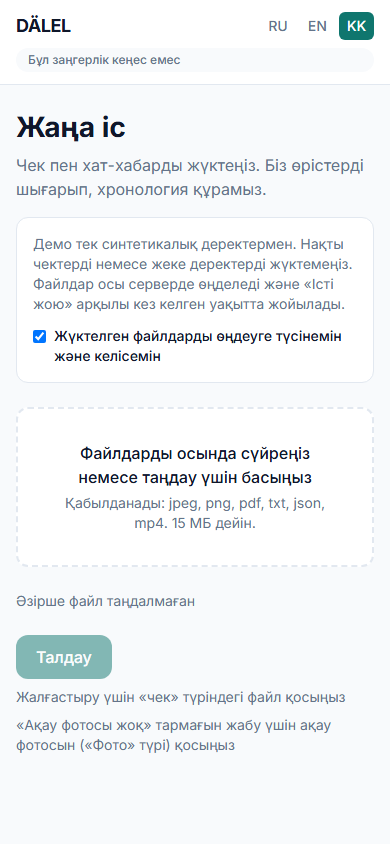 DÄLEL
RU EN KK
Бұл заңгерлік кеңес емес
Жаңа іс
Чек пен хат-хабарды жүктеңіз. Біз өрістерді
шығарып, хронология құрамыз.
Демо тек синтетикалық деректермен. Нақты
чектерді немесе жеке деректерді жүктемеңіз.
Файлдар осы серверде өңделеді және «Істі
жою» арқылы кез келген уақытта жойылады.
Жүктелген файлдарды өңдеуге түсінемін
және келісемін
Файлдарды осында сүйреңіз
немесе таңдау үшін басыңыз
Қабылданады: jpeg, png, pdf, txt, json,
mp4. 15 МБ дейін.
Әзірше файл таңдалмаған
Талдау
Жалғастыру үшін «чек» түріндегі файл қосыңыз
«Ақау фотосы жоқ» тармағын жабу үшін ақау
фотосын («Фото» түрі) қосыңыз